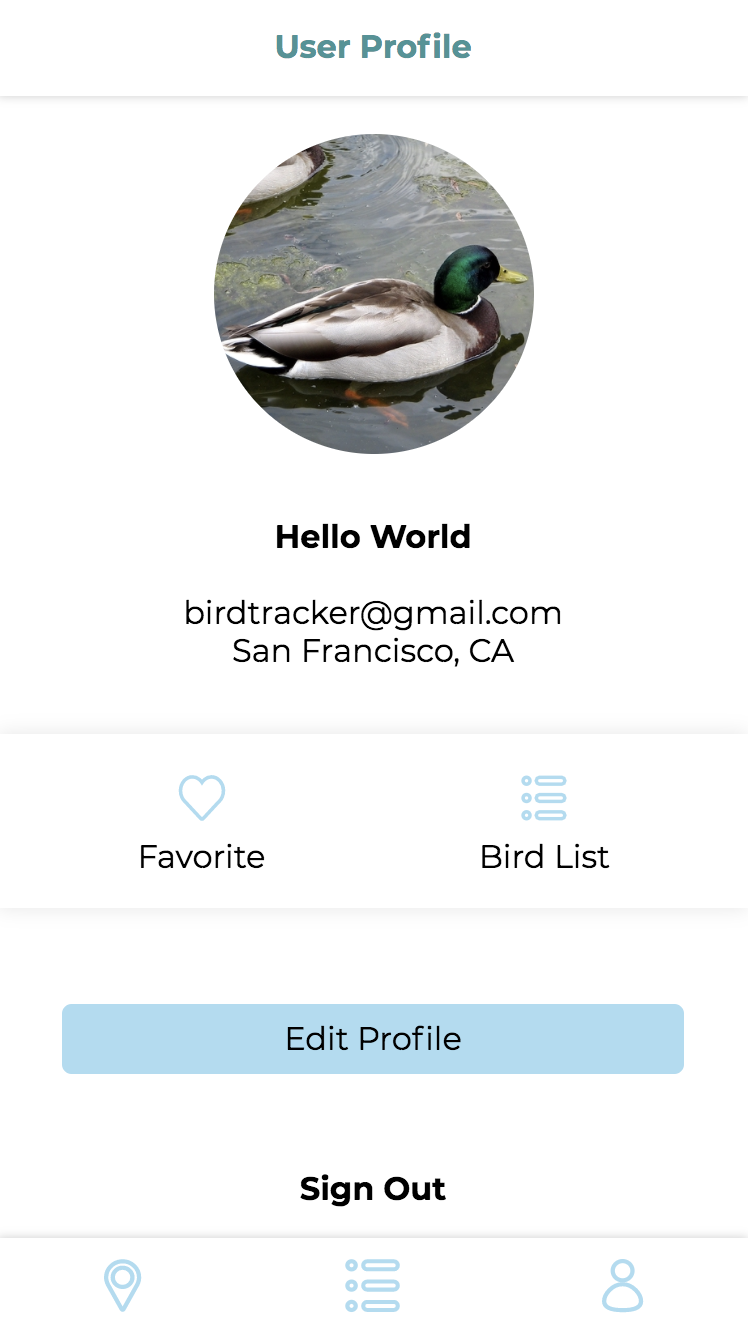 User Profile
Hello World
birdtracker@gmail.com
San Francisco, CA
Favorite
Bird List
Edit Profile
Sign Out